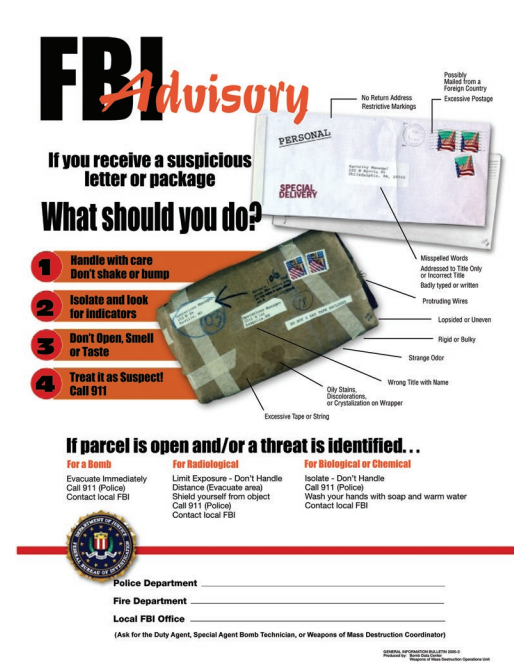 FBI
Advisory
Possibly
Mailed from a
Foreign Country
Excessive Postage
No Return Address
Restrictive Markings
PERSONAL
SPECIAL
DELIVERY
If you receive a suspicious
letter or package
What should you do?
1 Handle with care
Don't shake or bump
2 Isolate and look
for indicators
3 Don't Open, Smell
or Taste
4 Treat it as Suspect!
Call 911
Misspelled Words
Addressed to Title Only
or Incorrect Title
Badly typed or written
Protruding Wires
Lopsided or Uneven
Rigid or Bulky
Strange Odor
Wrong Title with Name
Oily Stains,
Discolorations,
or Crystalization on Wrapper
Excessive Tape or String
If parcel is open and/or a threat is identified. . .
For a Bomb
Evacuate Immediately
Call 911 (Police)
Contact local FBI
For Radiological
Limit Exposure - Don't Handle
Distance (Evacuate area)
Shield yourself from object
Call 911 (Police)
Contact local FBI
For Biological or Chemical
Isolate - Don't Handle
Call 911 (Police)
Wash your hands with soap and warm water
Contact local FBI
DEPARTMENT OF JUSTICE
FEDERAL BUREAU OF INVESTIGATION
Police Department
Fire Department
Local FBI Office
(Ask for the Duty Agent, Special Agent Bomb Technician, or Weapons of Mass Destruction Coordinator)
GENERAL INFORMATION BULLETIN 2000-3
Produced by: Bomb Data Center
Weapons of Mass Destruction Operations Unit